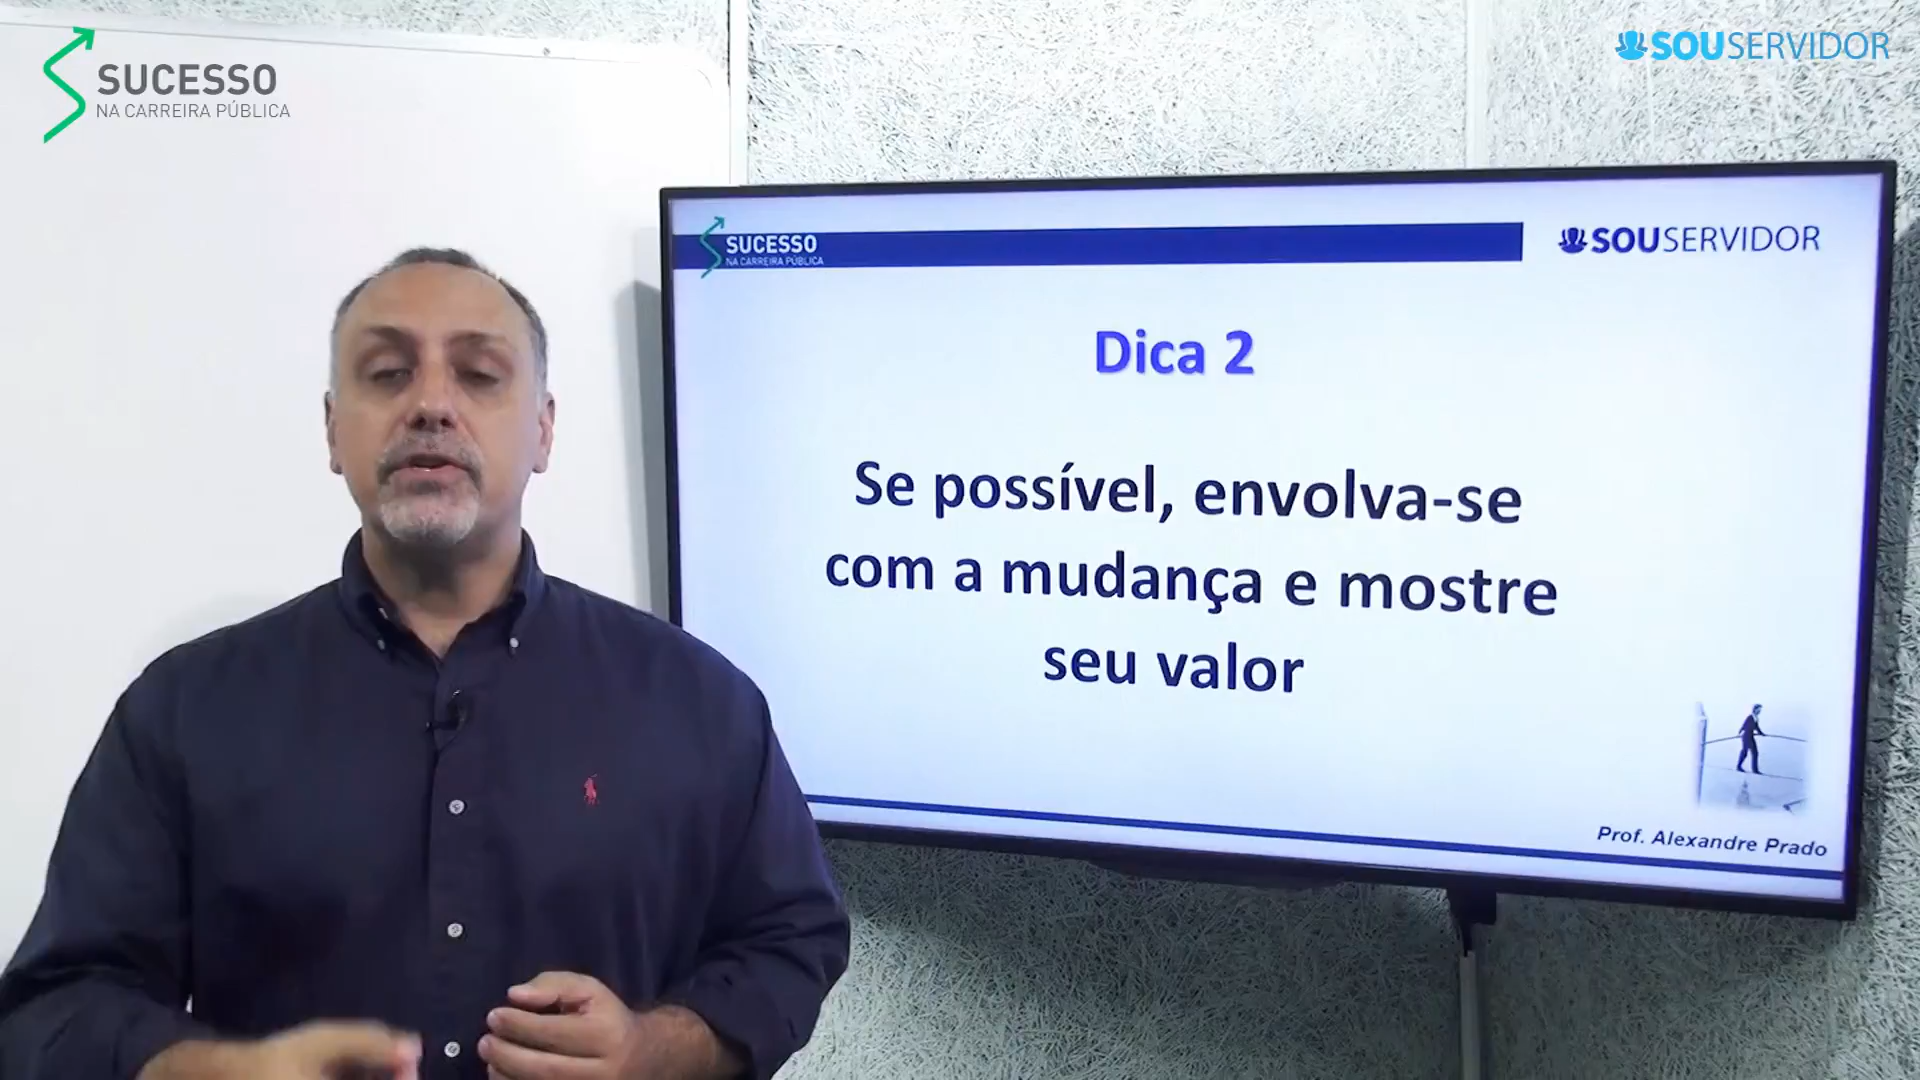 SUCESSO
NA CARREIRA PÚBLICA
SOUSERVIDOR
SUCESSO
NA CARREIRA PÚBLICA
SOUSERVIDOR
Dica 2
Se possível, envolva-se
com a mudança e mostre
seu valor
Prof. Alexandre Prado